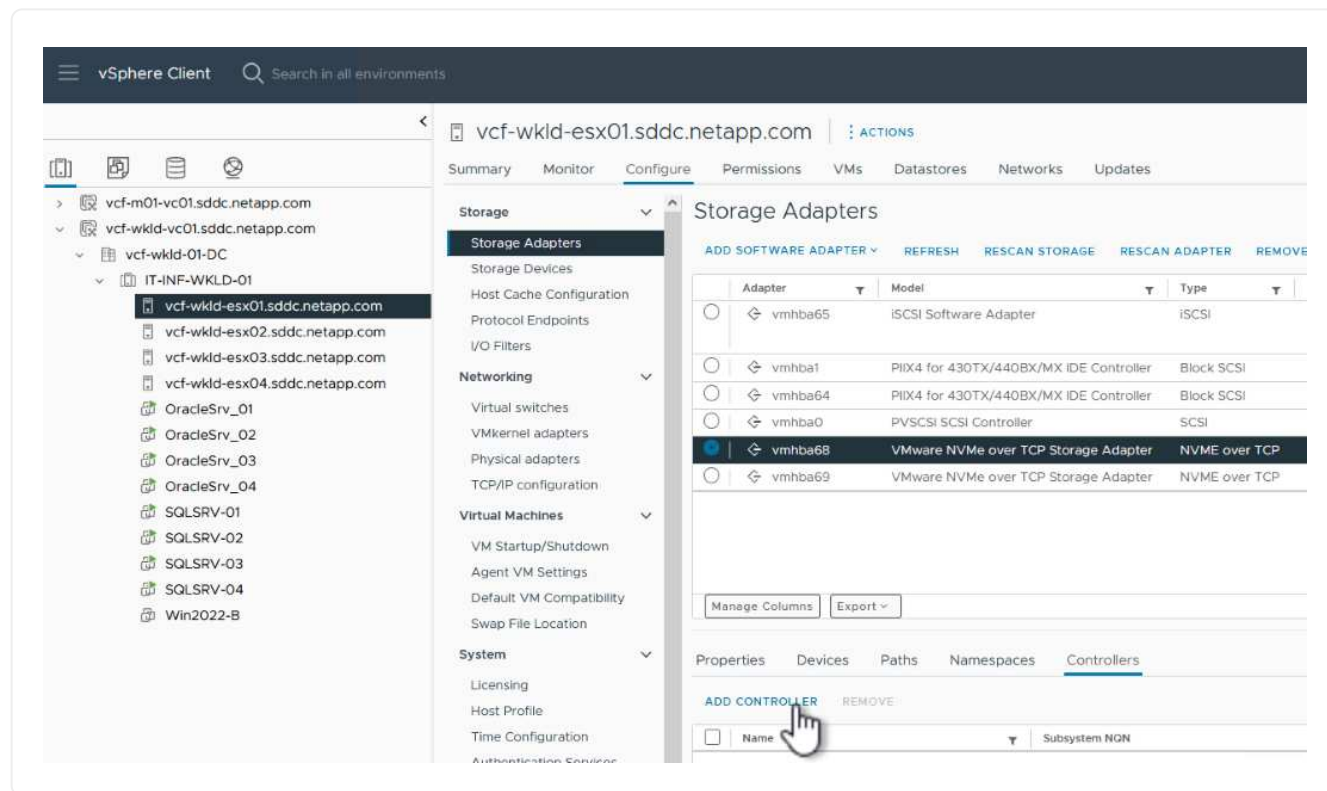 vSphere Client
Search in all environments
vcf-m01-vc01.sddc.netapp.com
vcf-wkld-vc01.sddc.netapp.com
vcf-wkld-01-DC
IT-INF-WKLD-01
vcf-wkld-esx01.sddc.netapp.com
vcf-wkld-esx02.sddc.netapp.com
vcf-wkld-esx03.sddc.netapp.com
vcf-wkld-esx04.sddc.netapp.com
OracleSrv_01
OracleSrv_02
OracleSrv_03
OracleSrv_04
SQLSRV-01
SQLSRV-02
SQLSRV-03
SQLSRV-04
Win2022-B
vcf-wkld-esx01.sddc.netapp.com
ACTIONS
Summary Monitor Configure Permissions VMs Datastores Networks Updates
Storage
Storage Adapters
Storage Devices
Host Cache Configuration
Protocol Endpoints
I/O Filters
Networking
Virtual switches
VMkernel adapters
Physical adapters
TCP/IP configuration
Virtual Machines
VM Startup/Shutdown
Agent VM Settings
Default VM Compatibility
Swap File Location
System
Licensing
Host Profile
Time Configuration
Authentication Services
Storage Adapters
ADD SOFTWARE ADAPTER REFRESH RESCAN STORAGE RESCAN ADAPTER REMOVE
Adapter Model Type
vmhba65 iSCSI Software Adapter iSCSI
vmhba1 PIIX4 for 430TX/440BX/MX IDE Controller Block SCSI
vmhba64 PIIX4 for 430TX/440BX/MX IDE Controller Block SCSI
vmhba0 PVSCSI SCSI Controller SCSI
vmhba68 VMware NVMe over TCP Storage Adapter NVME over TCP
vmhba69 VMware NVMe over TCP Storage Adapter NVME over TCP
Manage Columns Export
Properties Devices Paths Namespaces Controllers
ADD CONTROLLER REMOVE
Name Subsystem NQN